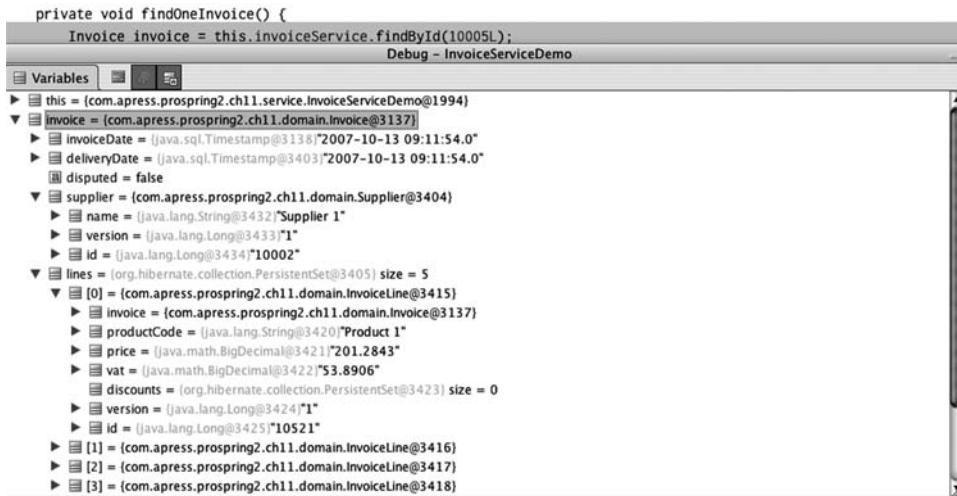 private void findOneInvoice() {
Invoice invoice = this.invoiceService.findById(10005L);
Debug – InvoiceServiceDemo
Variables
this = {com.apress.prospring2.ch11.service.InvoiceServiceDemo@1994}
invoice = {com.apress.prospring2.ch11.domain.Invoice@3137}
invoiceDate = {java.sql.Timestamp@3138}"2007-10-13 09:11:54.0"
deliveryDate = {java.sql.Timestamp@3403}"2007-10-13 09:11:54.0"
disputed = false
supplier = {com.apress.prospring2.ch11.domain.Supplier@3404}
name = {java.lang.String@3432}"Supplier 1"
version = {java.lang.Long@3433}"1"
id = {java.lang.Long@3434}"10002"
lines = {org.hibernate.collection.PersistentSet@3405} size = 5
[0] = {com.apress.prospring2.ch11.domain.InvoiceLine@3415}
invoice = {com.apress.prospring2.ch11.domain.Invoice@3137}
productCode = {java.lang.String@3420}"Product 1"
price = {java.math.BigDecimal@3421}"201.2843"
vat = {java.math.BigDecimal@3422}"53.8906"
discounts = {org.hibernate.collection.PersistentSet@3423} size = 0
version = {java.lang.Long@3424}"1"
id = {java.lang.Long@3425}"10521"
[1] = {com.apress.prospring2.ch11.domain.InvoiceLine@3416}
[2] = {com.apress.prospring2.ch11.domain.InvoiceLine@3417}
[3] = {com.apress.prospring2.ch11.domain.InvoiceLine@3418}